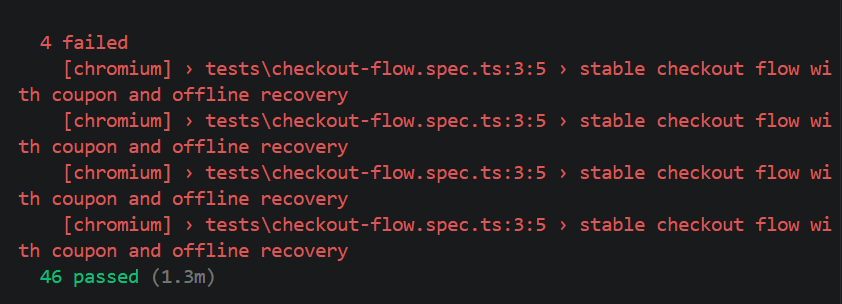 4 failed
[chromium] › tests\checkout-flow.spec.ts:3:5 › stable checkout flow wi
th coupon and offline recovery
[chromium] › tests\checkout-flow.spec.ts:3:5 › stable checkout flow wi
th coupon and offline recovery
[chromium] › tests\checkout-flow.spec.ts:3:5 › stable checkout flow wi
th coupon and offline recovery
[chromium] › tests\checkout-flow.spec.ts:3:5 › stable checkout flow wi
th coupon and offline recovery
46 passed (1.3m)